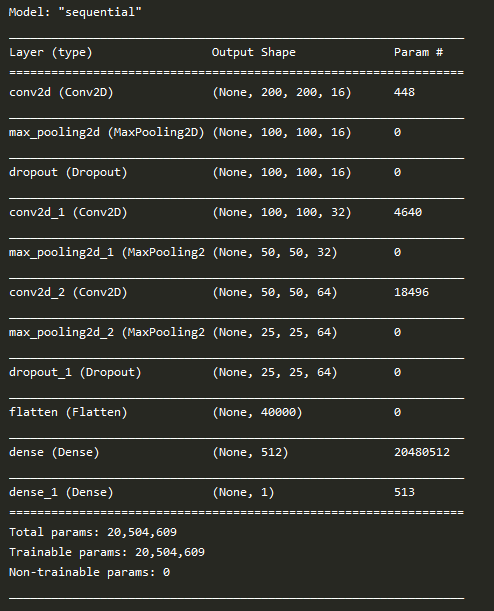 Model: "sequential"
_________________________________________________________________
Layer (type)                 Output Shape              Param #
=================================================================
conv2d (Conv2D)              (None, 200, 200, 16)      448
_________________________________________________________________
max_pooling2d (MaxPooling2D) (None, 100, 100, 16)      0
_________________________________________________________________
dropout (Dropout)            (None, 100, 100, 16)      0
_________________________________________________________________
conv2d_1 (Conv2D)            (None, 100, 100, 32)      4640
_________________________________________________________________
max_pooling2d_1 (MaxPooling2 (None, 50, 50, 32)        0
_________________________________________________________________
conv2d_2 (Conv2D)            (None, 50, 50, 64)        18496
_________________________________________________________________
max_pooling2d_2 (MaxPooling2 (None, 25, 25, 64)        0
_________________________________________________________________
dropout_1 (Dropout)          (None, 25, 25, 64)        0
_________________________________________________________________
flatten (Flatten)            (None, 40000)             0
_________________________________________________________________
dense (Dense)                (None, 512)               20480512
_________________________________________________________________
dense_1 (Dense)              (None, 1)                 513
=================================================================
Total params: 20,504,609
Trainable params: 20,504,609
Non-trainable params: 0
_________________________________________________________________